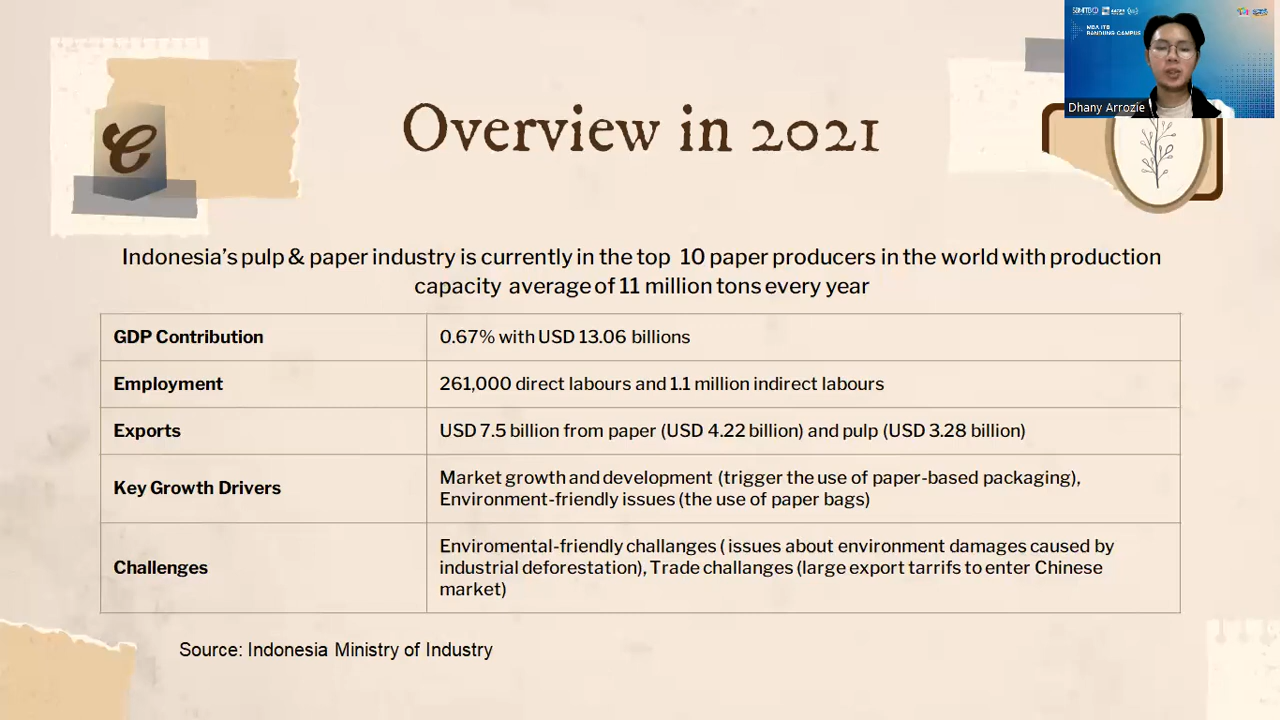 SBM ITB
MBA ITB
BANDUNG CAMPUS
Dhany Arrozie
C
Overview in 2021
Indonesia’s pulp & paper industry is currently in the top 10 paper producers in the world with production
capacity average of 11 million tons every year
GDP Contribution
0.67% with USD 13.06 billions
Employment
261,000 direct labours and 1.1 million indirect labours
Exports
USD 7.5 billion from paper (USD 4.22 billion) and pulp (USD 3.28 billion)
Key Growth Drivers
Market growth and development (trigger the use of paper-based packaging),
Environment-friendly issues (the use of paper bags)
Challenges
Enviromental-friendly challanges ( issues about environment damages caused by
industrial deforestation), Trade challanges (large export tarrifs to enter Chinese
market)
Source: Indonesia Ministry of Industry